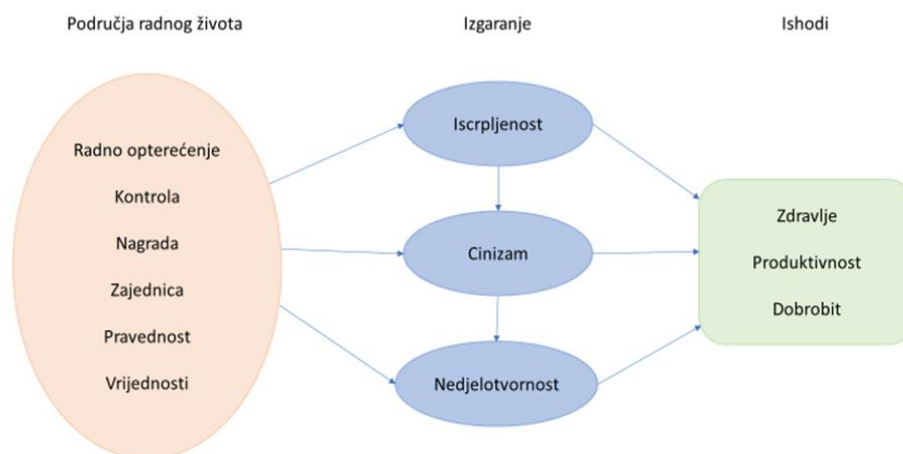 Područja radnog života
Izgaranje
Ishodi
Radno opterećenje
Kontrola
Nagrada
Zajednica
Pravednost
Vrijednosti
Iscrpljenost
Cinizam
Nedjelotvornost
Zdravlje
Produktivnost
Dobrobit